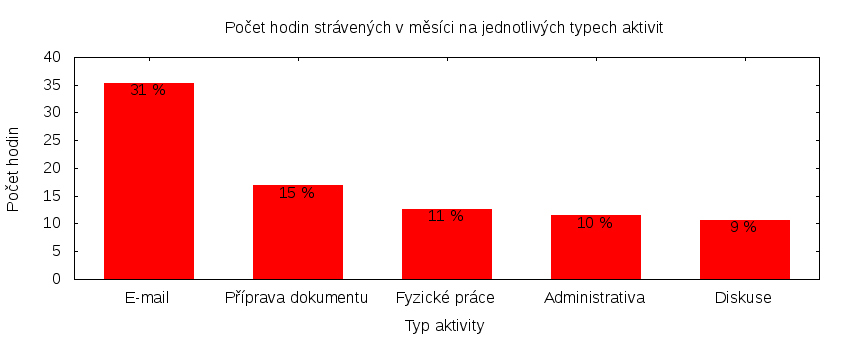 Počet hodin strávených v měsíci na jednotlivých typech aktivit
Počet hodin
40
35
30
25
20
15
10
5
0
31 %
15 %
11 %
10 %
9 %
E-mail
Příprava dokumentu
Fyzické práce
Administrativa
Diskuse
Typ aktivity